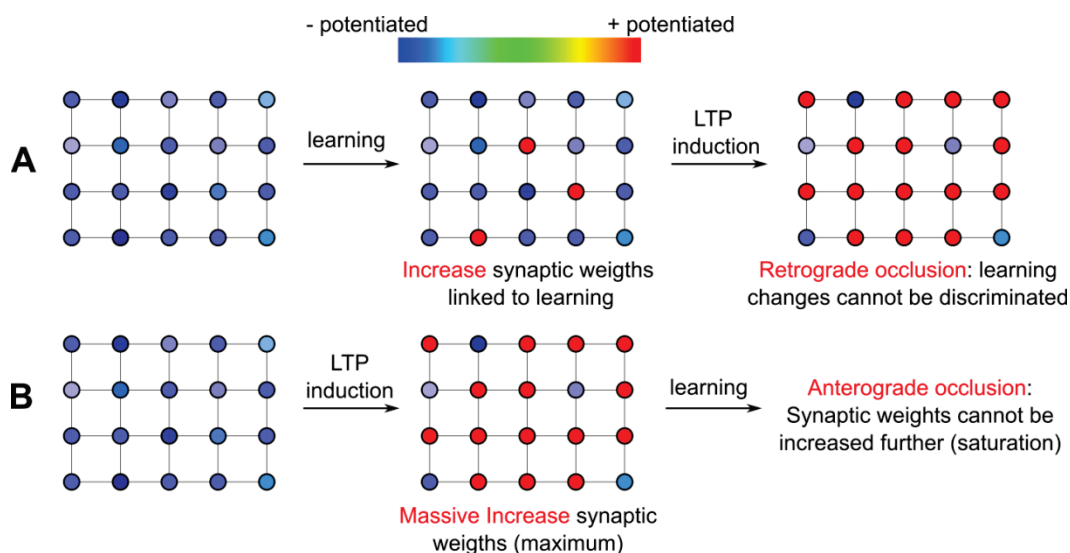 - potentiated
+ potentiated
A
learning
LTP
induction
Increase synaptic weigths
linked to learning
Retrograde occlusion: learning
changes cannot be discriminated
B
LTP
induction
learning
Anterograde occlusion:
Synaptic weights cannot be
increased further (saturation)
Massive Increase synaptic
weigths (maximum)